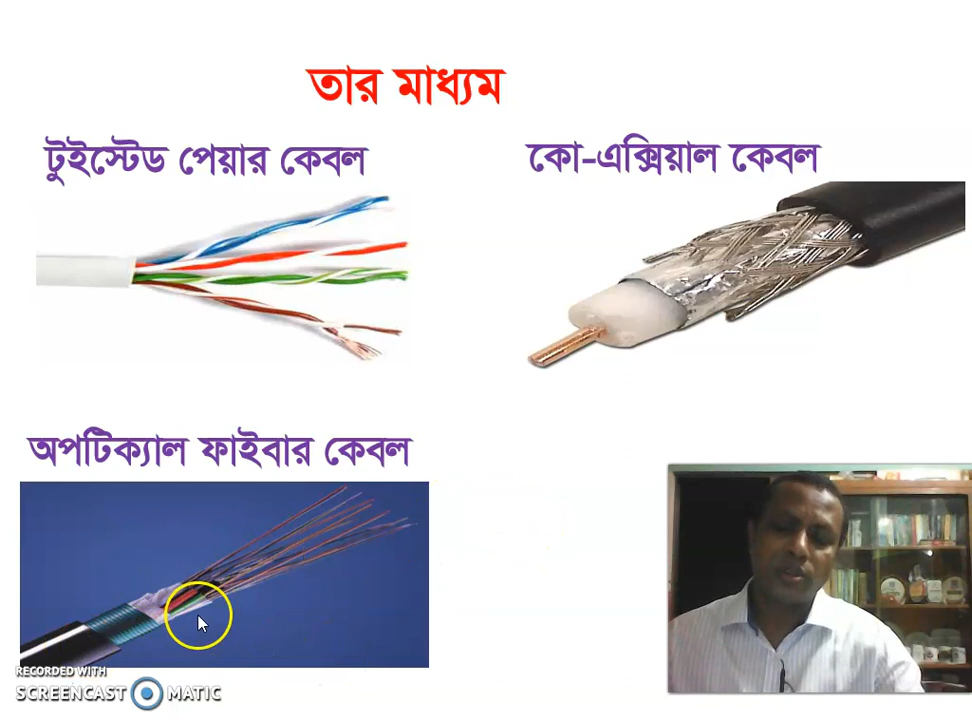 তার মাধ্যম
টুইস্টেড পেয়ার কেবল
কো-এক্সিয়াল কেবল
অপটিক্যাল ফাইবার কেবল
RECORDED WITH
SCREENCAST MATIC